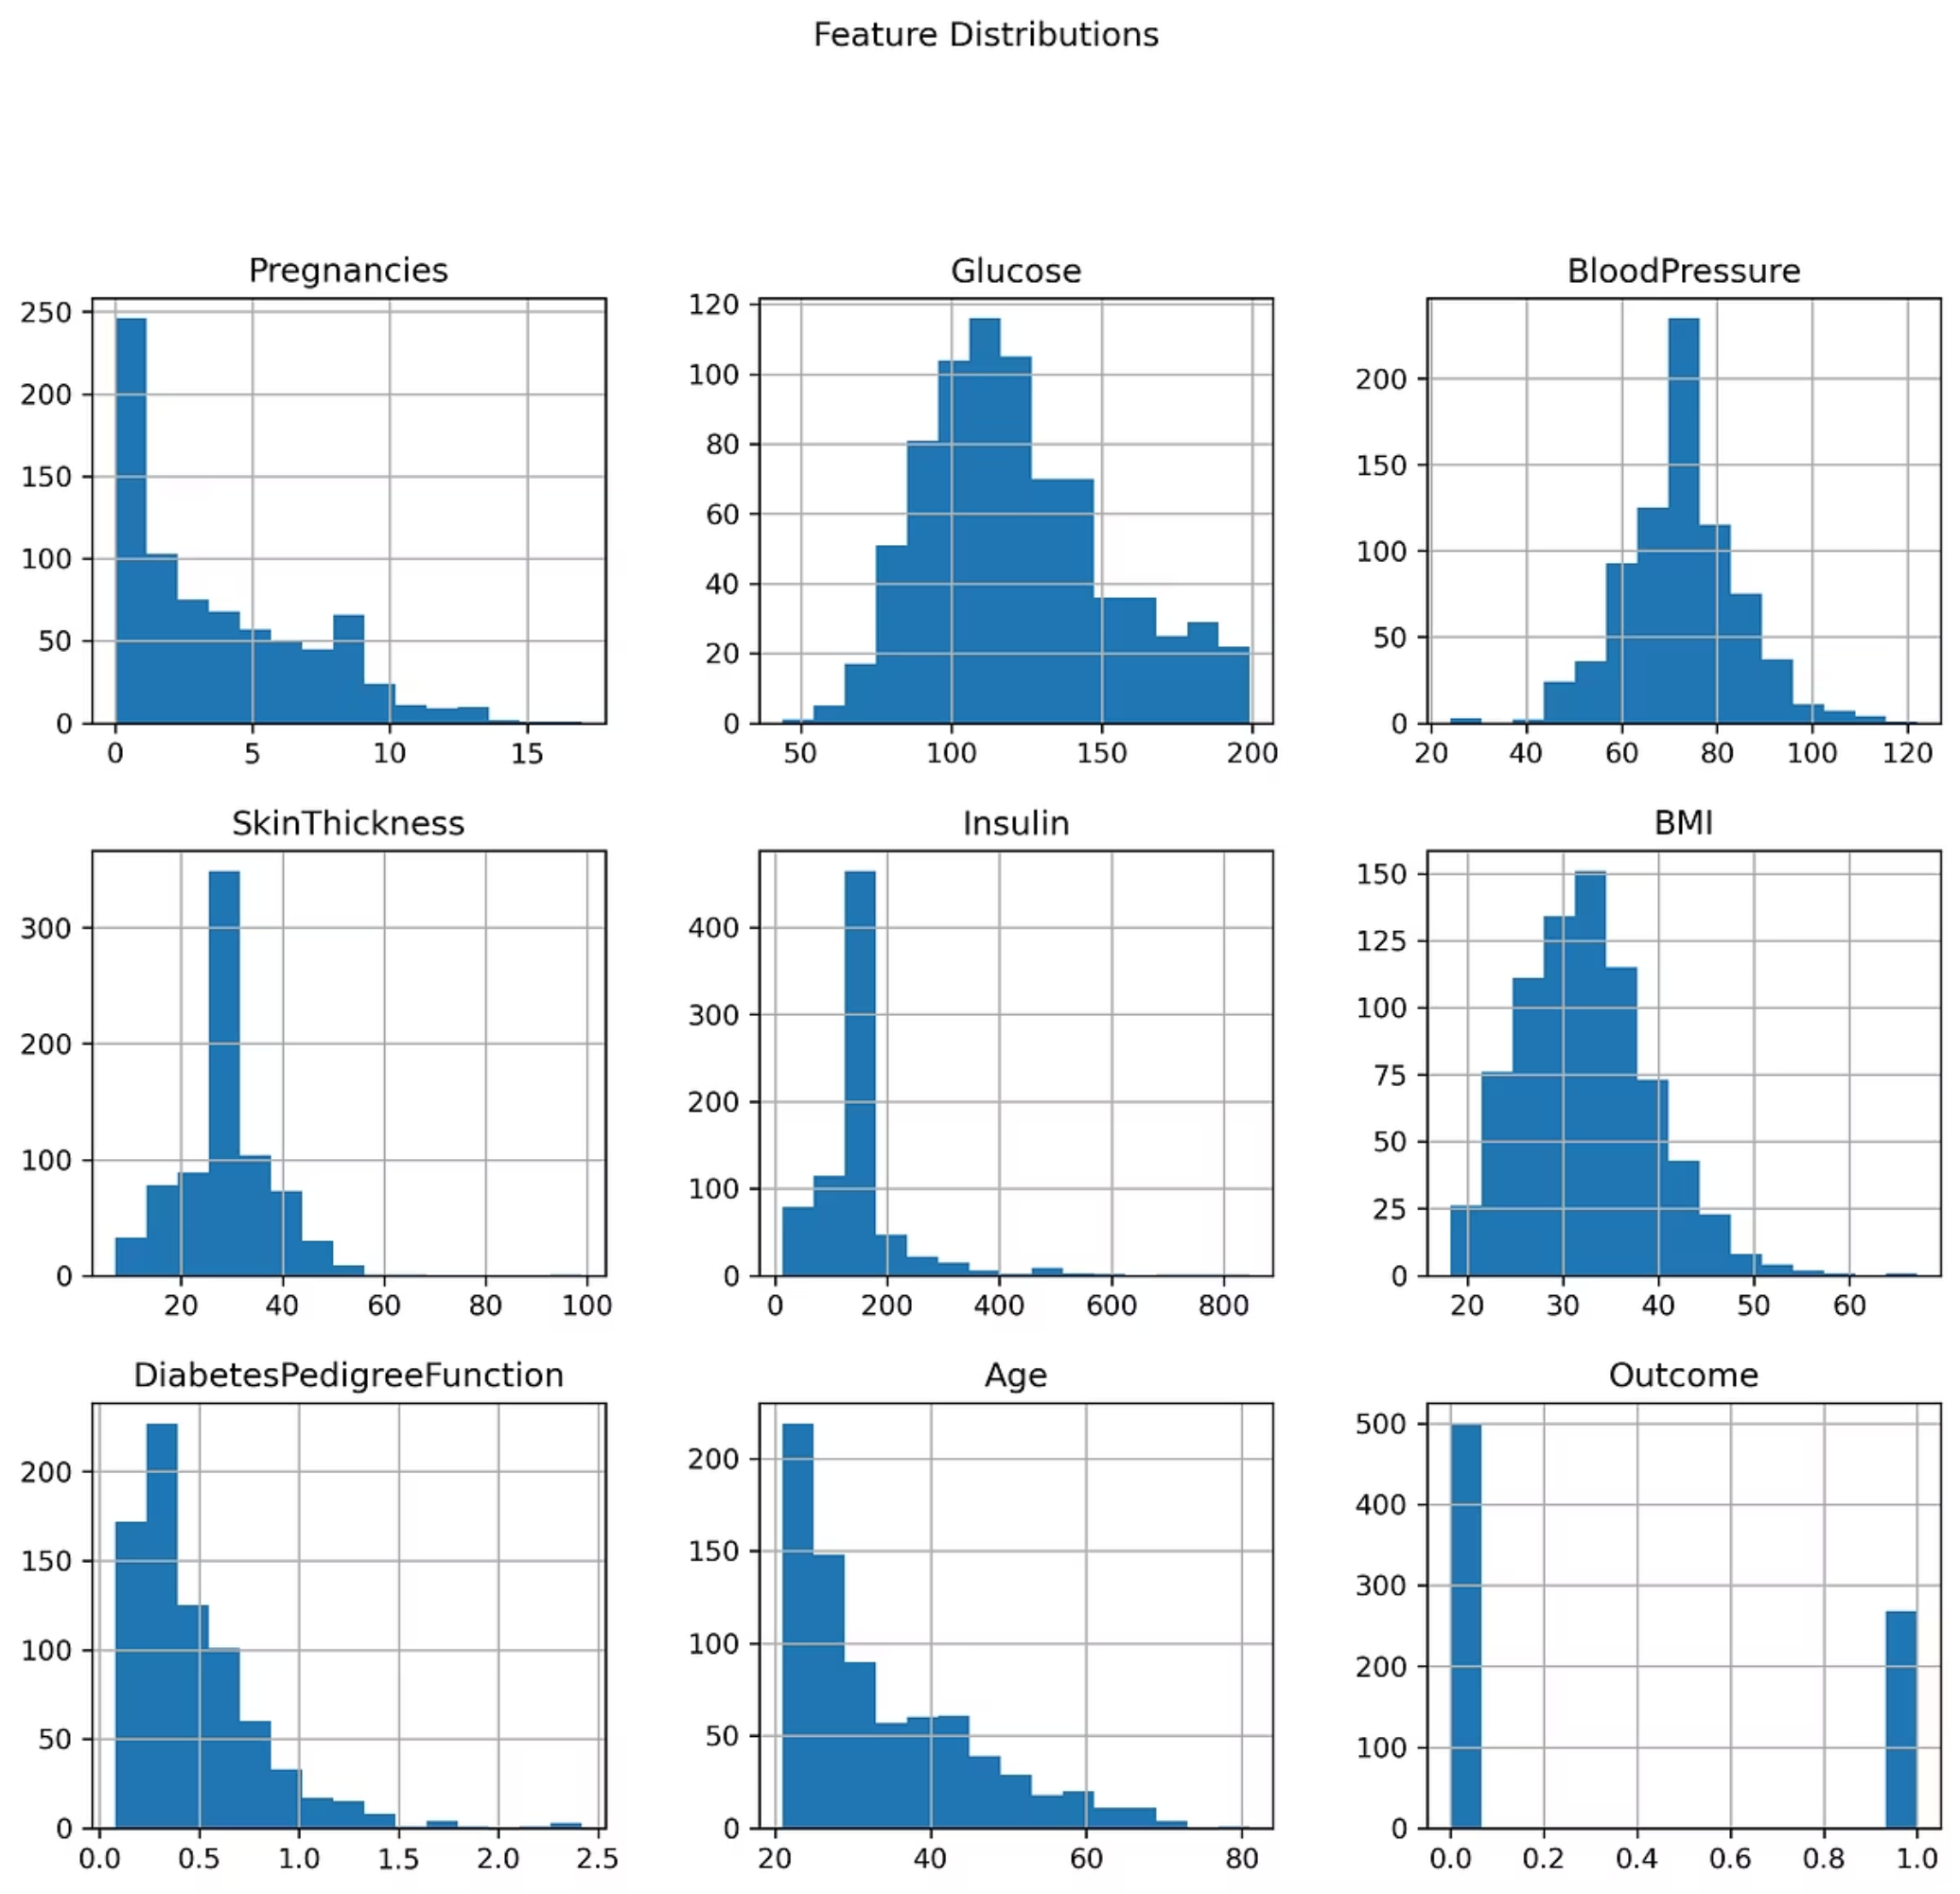 Feature Distributions
Pregnancies
250
200
150
100
50
0
0 5 10 15
Glucose
120
100
80
60
40
20
0
50 100 150 200
BloodPressure
200
150
100
50
0
20 40 60 80 100 120
SkinThickness
300
200
100
0
20 40 60 80 100
Insulin
400
300
200
100
0
0 200 400 600 800
BMI
150
125
100
75
50
25
0
20 30 40 50 60
DiabetesPedigreeFunction
200
150
100
50
0
0.0 0.5 1.0 1.5 2.0 2.5
Age
200
150
100
50
0
20 40 60 80
Outcome
500
400
300
200
100
0
0.0 0.2 0.4 0.6 0.8 1.0